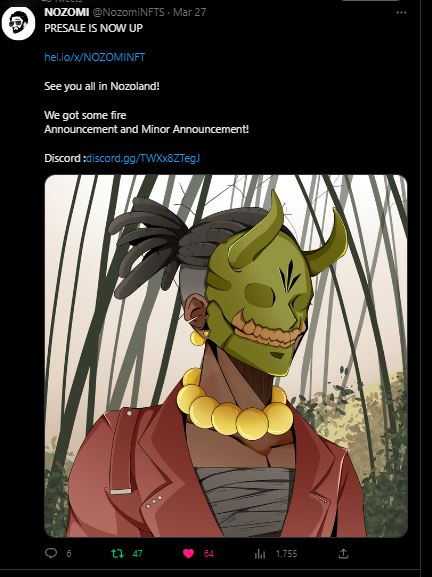 NOZOMI @NozomiNFTS · Mar 27
PRESALE IS NOW UP
hel.io/x/NOZOMINFT
See you all in Nozoland!
We got some fire
Announcement and Minor Announcement!
Discord :discord.gg/TWXx8ZTegJ
6 47 64 1,755